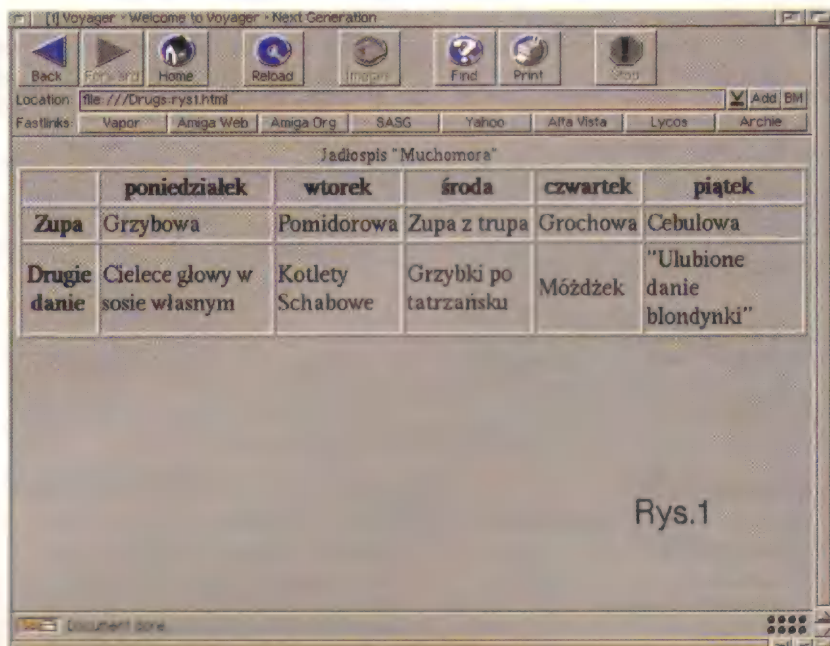 [1] Voyager - Welcome to Voyager - Next Generation
Back Forward Home Reload Images Find Print Stop
Location: file:///Drugs:rys1.html Add BM
Fastlinks: Vapor Amiga Web Amiga Org SASG Yahoo Alta Vista Lycos Archie
Jadłospis "Muchomora"
poniedziałek wtorek środa czwartek piątek
Zupa Grzybowa Pomidorowa Zupa z trupa Grochowa Cebulowa
Drugie danie Cielece głowy w sosie własnym Kotlety Schabowe Grzybki po tatrzańsku Móżdżek "Ulubione danie blondynki"
Rys.1
Document done.